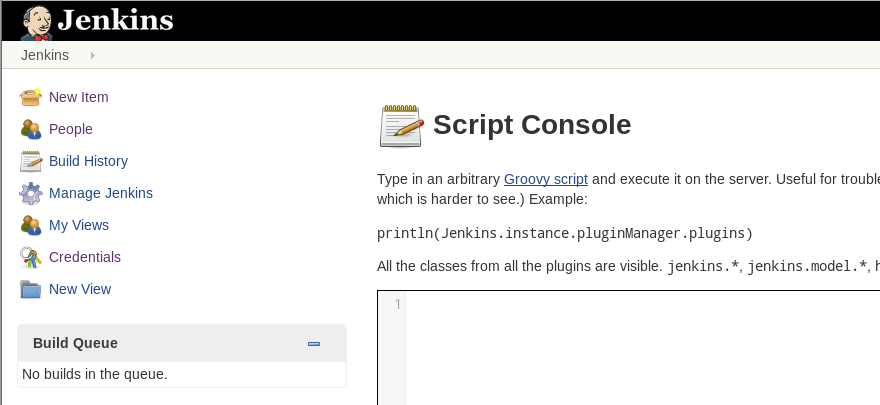 Jenkins
Jenkins
New Item
People
Build History
Manage Jenkins
My Views
Credentials
New View
Build Queue
No builds in the queue.
Script Console
Type in an arbitrary Groovy script and execute it on the server. Useful for
which is harder to see.) Example:
println(Jenkins.instance.pluginManager.plugins)
All the classes from all the plugins are visible. jenkins.*, jenkins.model.*,
1